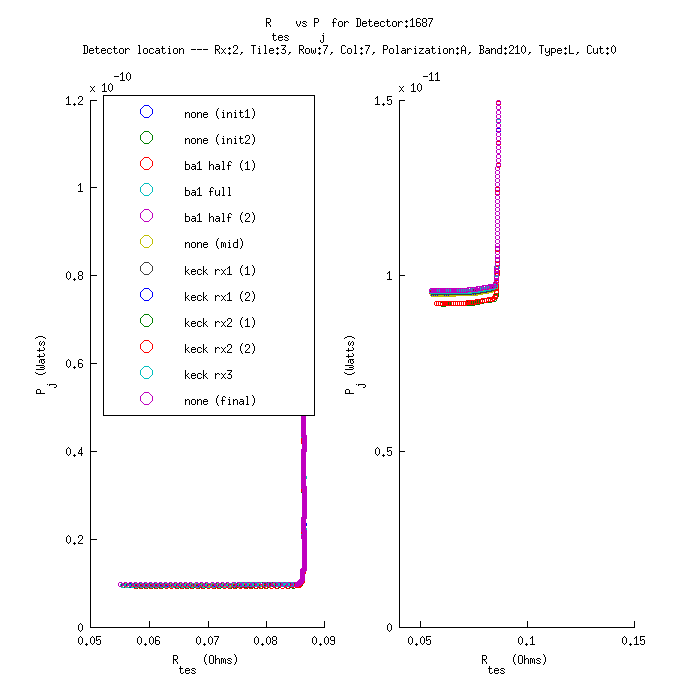 R_tes vs P_j for Detector:1687
Detector location --- Rx:2, Tile:3, Row:7, Col:7, Polarization:A, Band:210, Type:L, Cut:0
x 10^-10
1.2
1
0.8
0.6
0.4
0.2
0
0.05 0.06 0.07 0.08 0.09
P_j (Watts)
R_tes (Ohms)
none (init1)
none (init2)
ba1 half (1)
ba1 full
ba1 half (2)
none (mid)
keck rx1 (1)
keck rx1 (2)
keck rx2 (1)
keck rx2 (2)
keck rx3
none (final)
x 10^-11
1.5
1
0.5
0
0.05 0.1 0.15
P_j (Watts)
R_tes (Ohms)